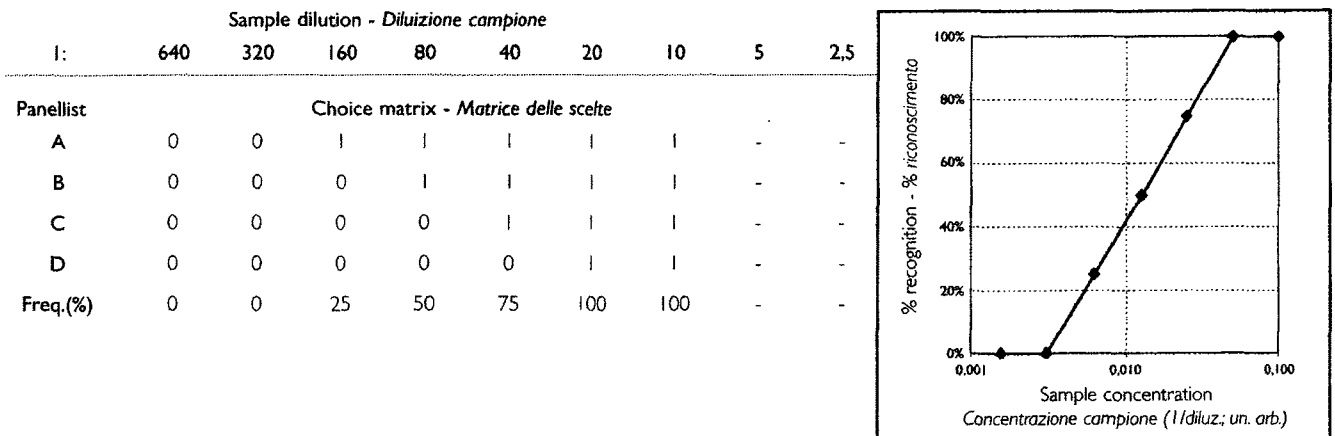 Sample dilution - Diluizione campione
1: 640 320 160 80 40 20 10 5 2,5
Panellist Choice matrix - Matrice delle scelte
A 0 0 1 1 1 1 1 - -
B 0 0 0 1 1 1 1 - -
C 0 0 0 0 1 1 1 - -
D 0 0 0 0 0 1 1 - -
Freq.(%) 0 0 25 50 75 100 100 - -
100%
80%
60%
40%
20%
0%
% recognition - % riconoscimento
0.001 0,010 0,100
Sample concentration
Concentrazione campione (1/diluz.; un. arb.)